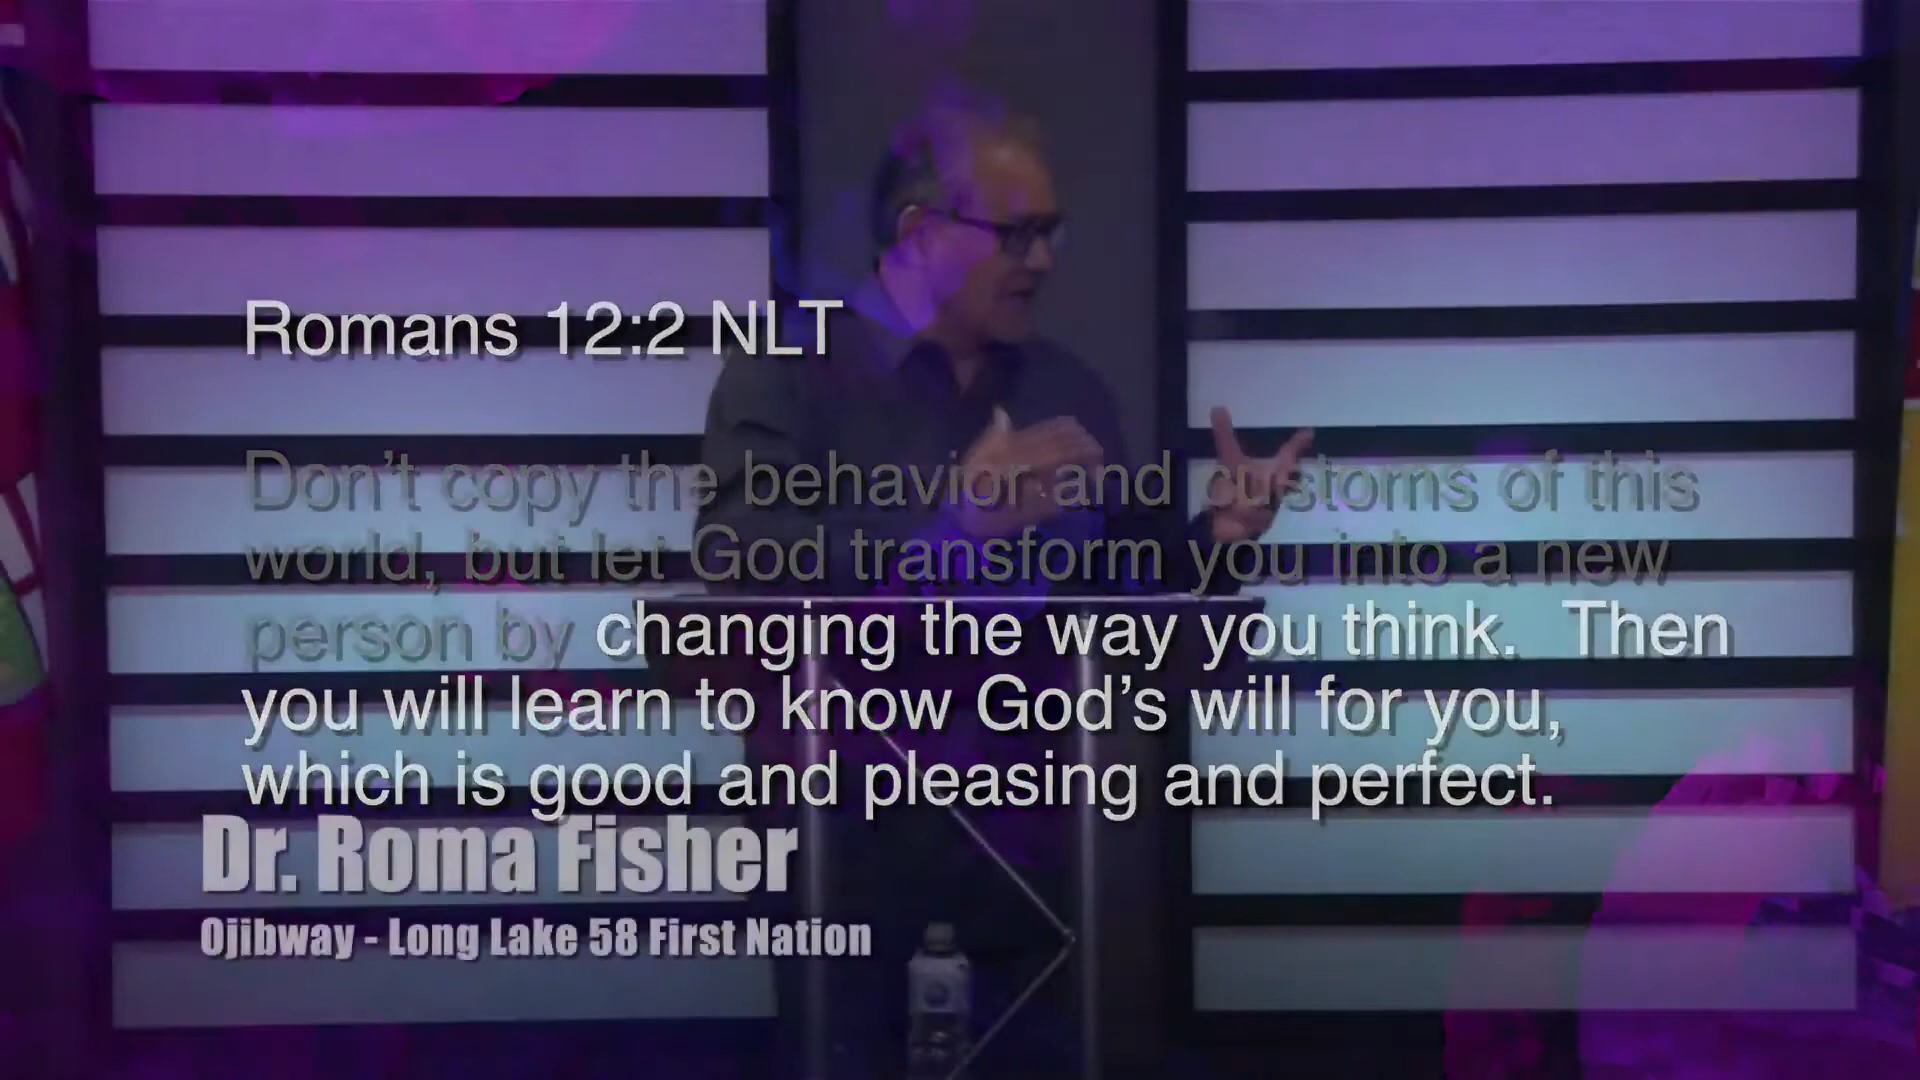 Romans 12:2 NLT
Don’t copy the behavior and customs of this
world, but let God transform you into a new
person by changing the way you think.  Then
you will learn to know God’s will for you,
which is good and pleasing and perfect.
Dr. Roma Fisher
Ojibway - Long Lake 58 First Nation